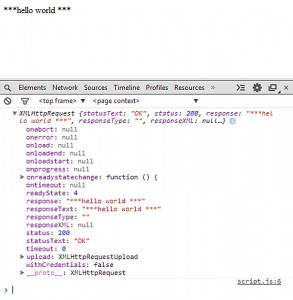 ***hello world ***
Elements Network Sources Timeline Profiles Resources »
<top frame> <page context>
XMLHttpRequest {statusText: "OK", status: 200, response: "***hel
lo world ***", responseType: "", responseXML: null…}
onabort: null
onerror: null
onload: null
onloadend: null
onloadstart: null
onprogress: null
onreadystatechange: function () {
ontimeout: null
readyState: 4
response: "***hello world ***"
responseText: "***hello world ***"
responseType: ""
responseXML: null
status: 200
statusText: "OK"
timeout: 0
upload: XMLHttpRequestUpload
withCredentials: false
__proto__: XMLHttpRequest
script.js:6